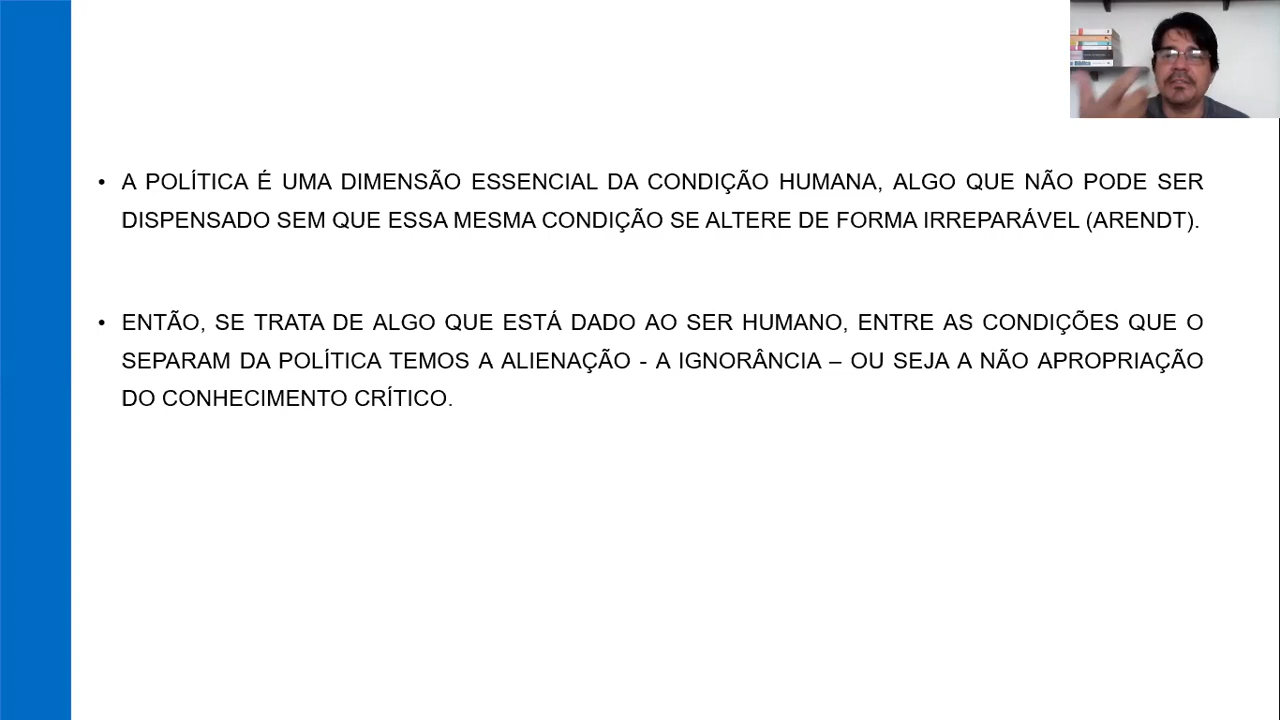 • A POLÍTICA É UMA DIMENSÃO ESSENCIAL DA CONDIÇÃO HUMANA, ALGO QUE NÃO PODE SER
DISPENSADO SEM QUE ESSA MESMA CONDIÇÃO SE ALTERE DE FORMA IRREPARÁVEL (ARENDT).
• ENTÃO, SE TRATA DE ALGO QUE ESTÁ DADO AO SER HUMANO, ENTRE AS CONDIÇÕES QUE O
SEPARAM DA POLÍTICA TEMOS A ALIENAÇÃO - A IGNORÂNCIA – OU SEJA A NÃO APROPRIAÇÃO
DO CONHECIMENTO CRÍTICO.